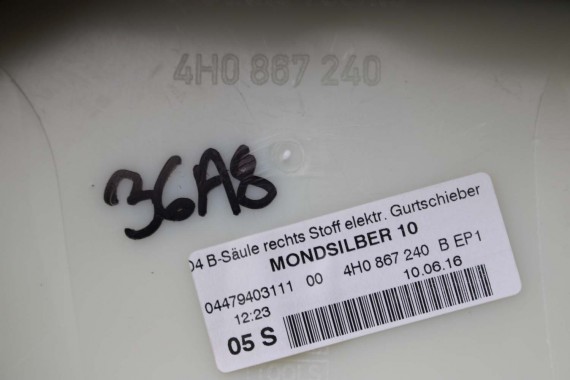 4H0 867 240
36A8
D4 B-Säule rechts Stoff elektr. Gurtschieber
MONDSILBER 10
04479403111 00 4H0 867 240 B EP1
12:23 10.06.16
05 S